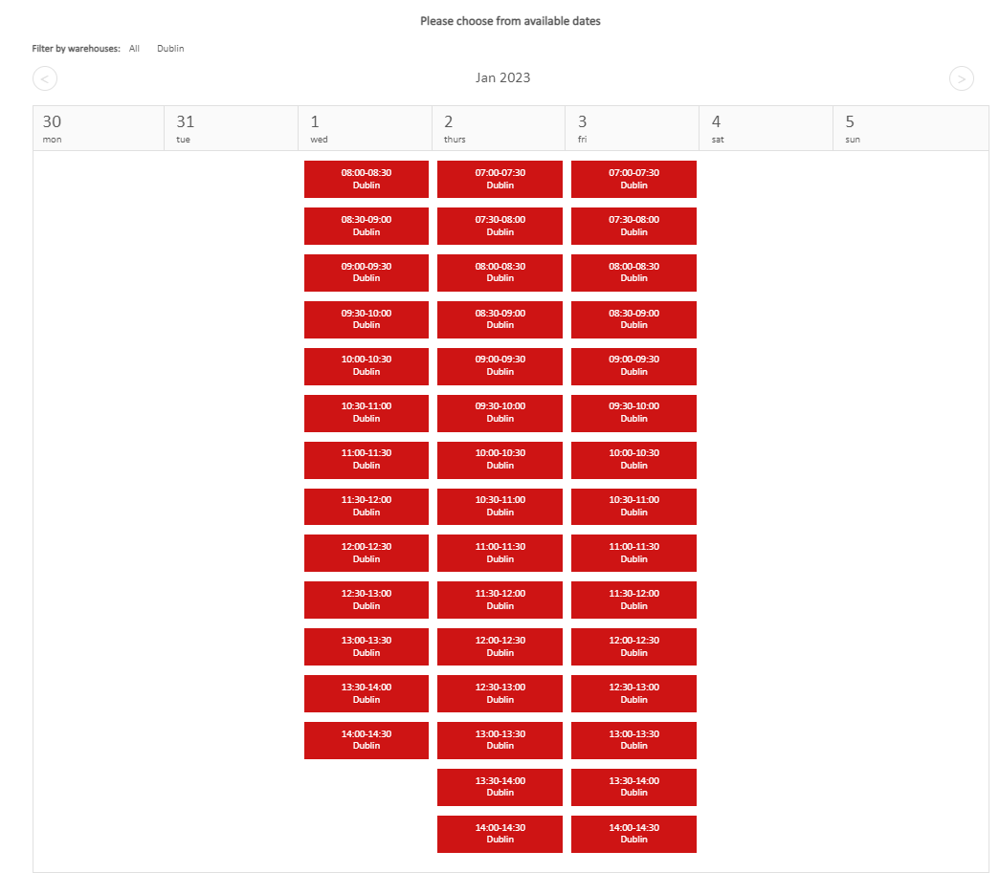 Please choose from available dates
Filter by warehouses: All Dublin
< Jan 2023 >
30 31 1 2 3 4 5
mon tue wed thurs fri sat sun
08:00-08:30 07:00-07:30 07:00-07:30
Dublin Dublin Dublin
08:30-09:00 07:30-08:00 07:30-08:00
Dublin Dublin Dublin
09:00-09:30 08:00-08:30 08:00-08:30
Dublin Dublin Dublin
09:30-10:00 08:30-09:00 08:30-09:00
Dublin Dublin Dublin
10:00-10:30 09:00-09:30 09:00-09:30
Dublin Dublin Dublin
10:30-11:00 09:30-10:00 09:30-10:00
Dublin Dublin Dublin
11:00-11:30 10:00-10:30 10:00-10:30
Dublin Dublin Dublin
11:30-12:00 10:30-11:00 10:30-11:00
Dublin Dublin Dublin
12:00-12:30 11:00-11:30 11:00-11:30
Dublin Dublin Dublin
12:30-13:00 11:30-12:00 11:30-12:00
Dublin Dublin Dublin
13:00-13:30 12:00-12:30 12:00-12:30
Dublin Dublin Dublin
13:30-14:00 12:30-13:00 12:30-13:00
Dublin Dublin Dublin
14:00-14:30 13:00-13:30 13:00-13:30
Dublin Dublin Dublin
13:30-14:00 13:30-14:00
Dublin Dublin
14:00-14:30 14:00-14:30
Dublin Dublin